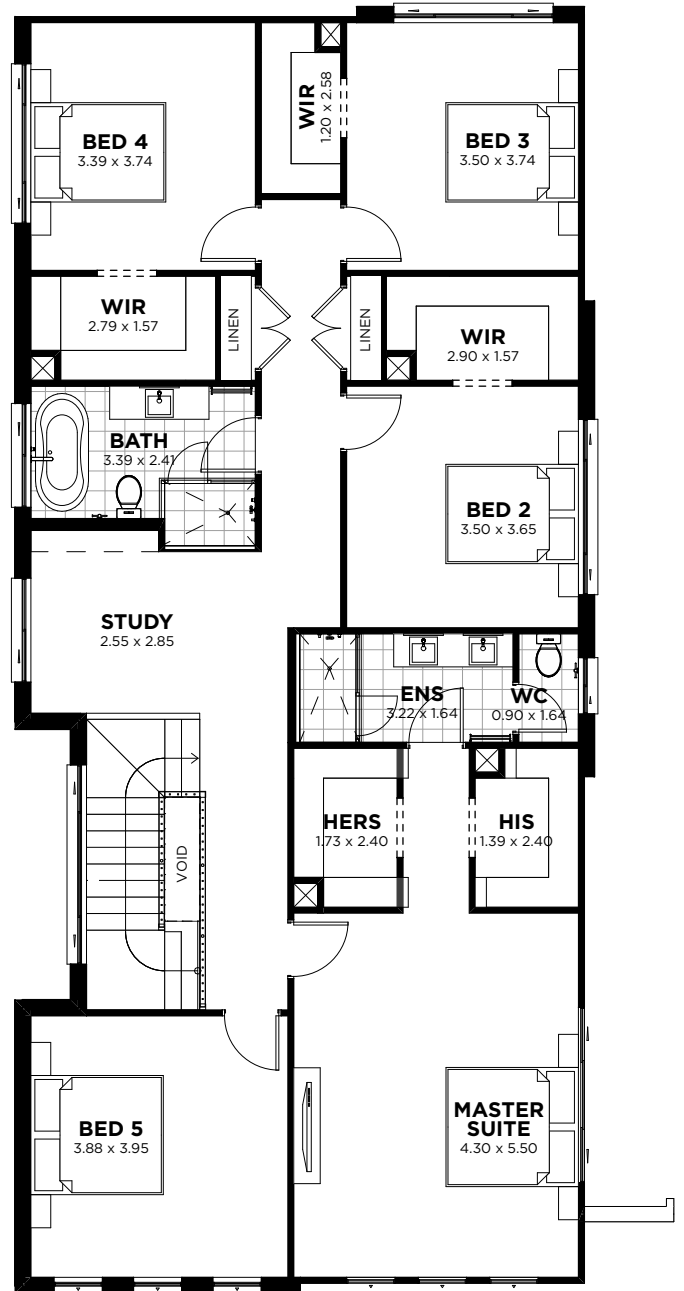 BED 4
3.39 x 3.74
WIR
1.20 x 2.58
BED 3
3.50 x 3.74
WIR
2.79 x 1.57
LINEN
LINEN
WIR
2.90 x 1.57
BATH
3.39 x 2.41
BED 2
3.50 x 3.65
STUDY
2.55 x 2.85
ENS
3.22 x 1.64
WC
0.90 x 1.64
HERS
1.73 x 2.40
HIS
1.39 x 2.40
VOID
BED 5
3.88 x 3.95
MASTER
SUITE
4.30 x 5.50